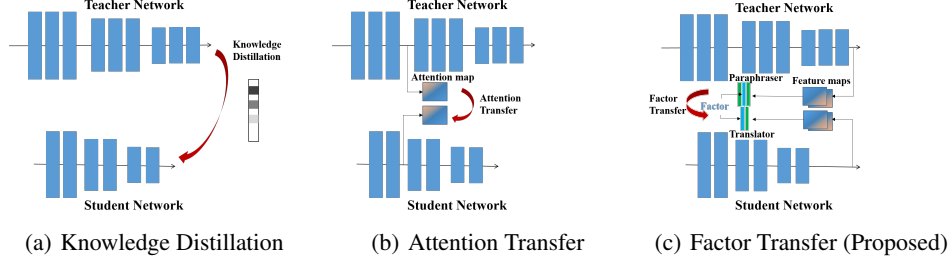 Teacher Network
Knowledge
Distillation
Student Network
(a) Knowledge Distillation
Teacher Network
Attention map
Attention
Transfer
Student Network
(b) Attention Transfer
Teacher Network
Paraphraser
Feature maps
Factor
Transfer
Factor
Translator
Student Network
(c) Factor Transfer (Proposed)